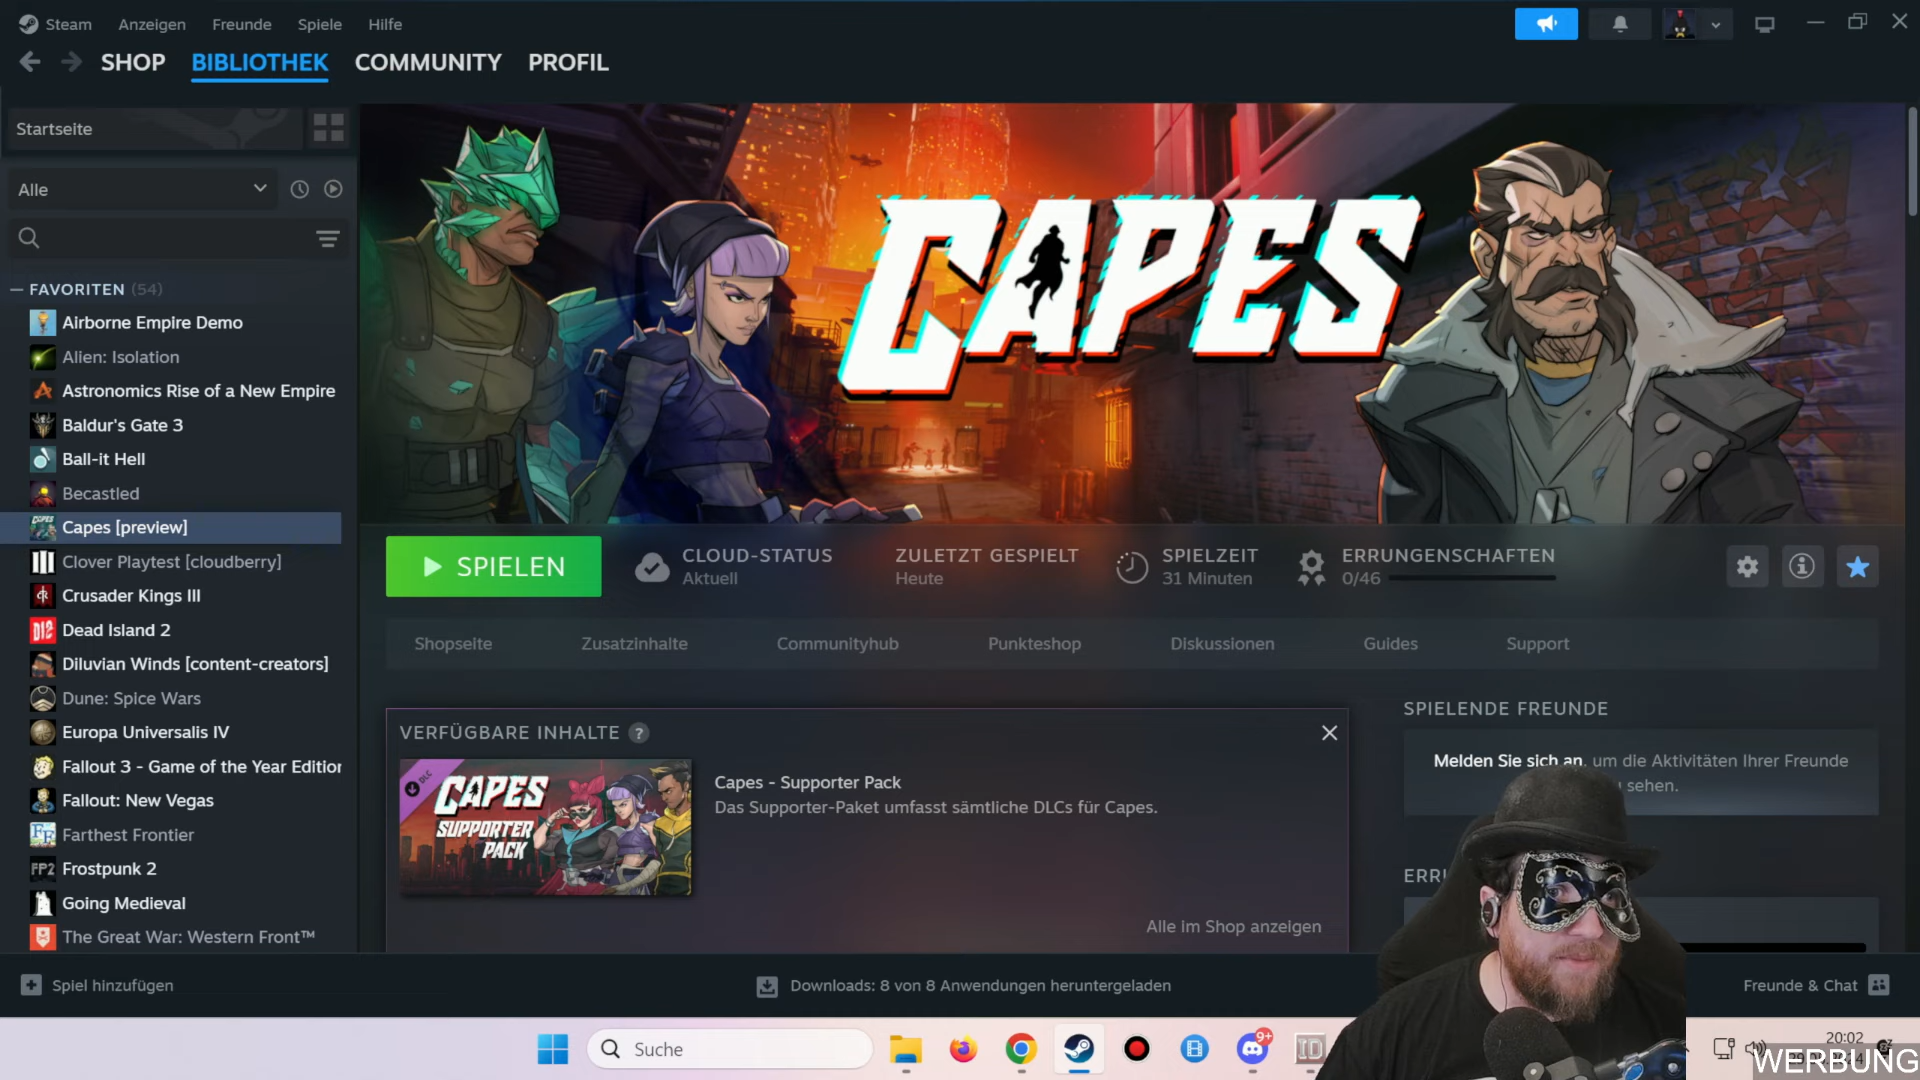 Steam Anzeigen Freunde Spiele Hilfe
SHOP BIBLIOTHEK COMMUNITY PROFIL
Startseite
Alle
FAVORITEN (54)
Airborne Empire Demo
Alien: Isolation
Astronomics Rise of a New Empire
Baldur's Gate 3
Ball-it Hell
Becastled
Capes [preview]
Clover Playtest [cloudberry]
Crusader Kings III
Dead Island 2
Diluvian Winds [content-creators]
Dune: Spice Wars
Europa Universalis IV
Fallout 3 - Game of the Year Edition
Fallout: New Vegas
Farthest Frontier
Frostpunk 2
Going Medieval
The Great War: Western Front™
CAPES
SPIELEN
CLOUD-STATUS
Aktuell
ZULETZT GESPIELT
Heute
SPIELZEIT
31 Minuten
ERRUNGENSCHAFTEN
0/46
Shopseite Zusatzinhalte Communityhub Punkteshop Diskussionen Guides Support
VERFÜGBARE INHALTE ?
DLC
CAPES
SUPPORTER
PACK
Capes - Supporter Pack
Das Supporter-Paket umfasst sämtliche DLCs für Capes.
Alle im Shop anzeigen
SPIELENDE FREUNDE
Melden Sie sich an, um die Aktivitäten Ihrer Freunde
sehen.
Spiel hinzufügen
Downloads: 8 von 8 Anwendungen heruntergeladen
Freunde & Chat
Suche
9+
20:02
WERBUNG